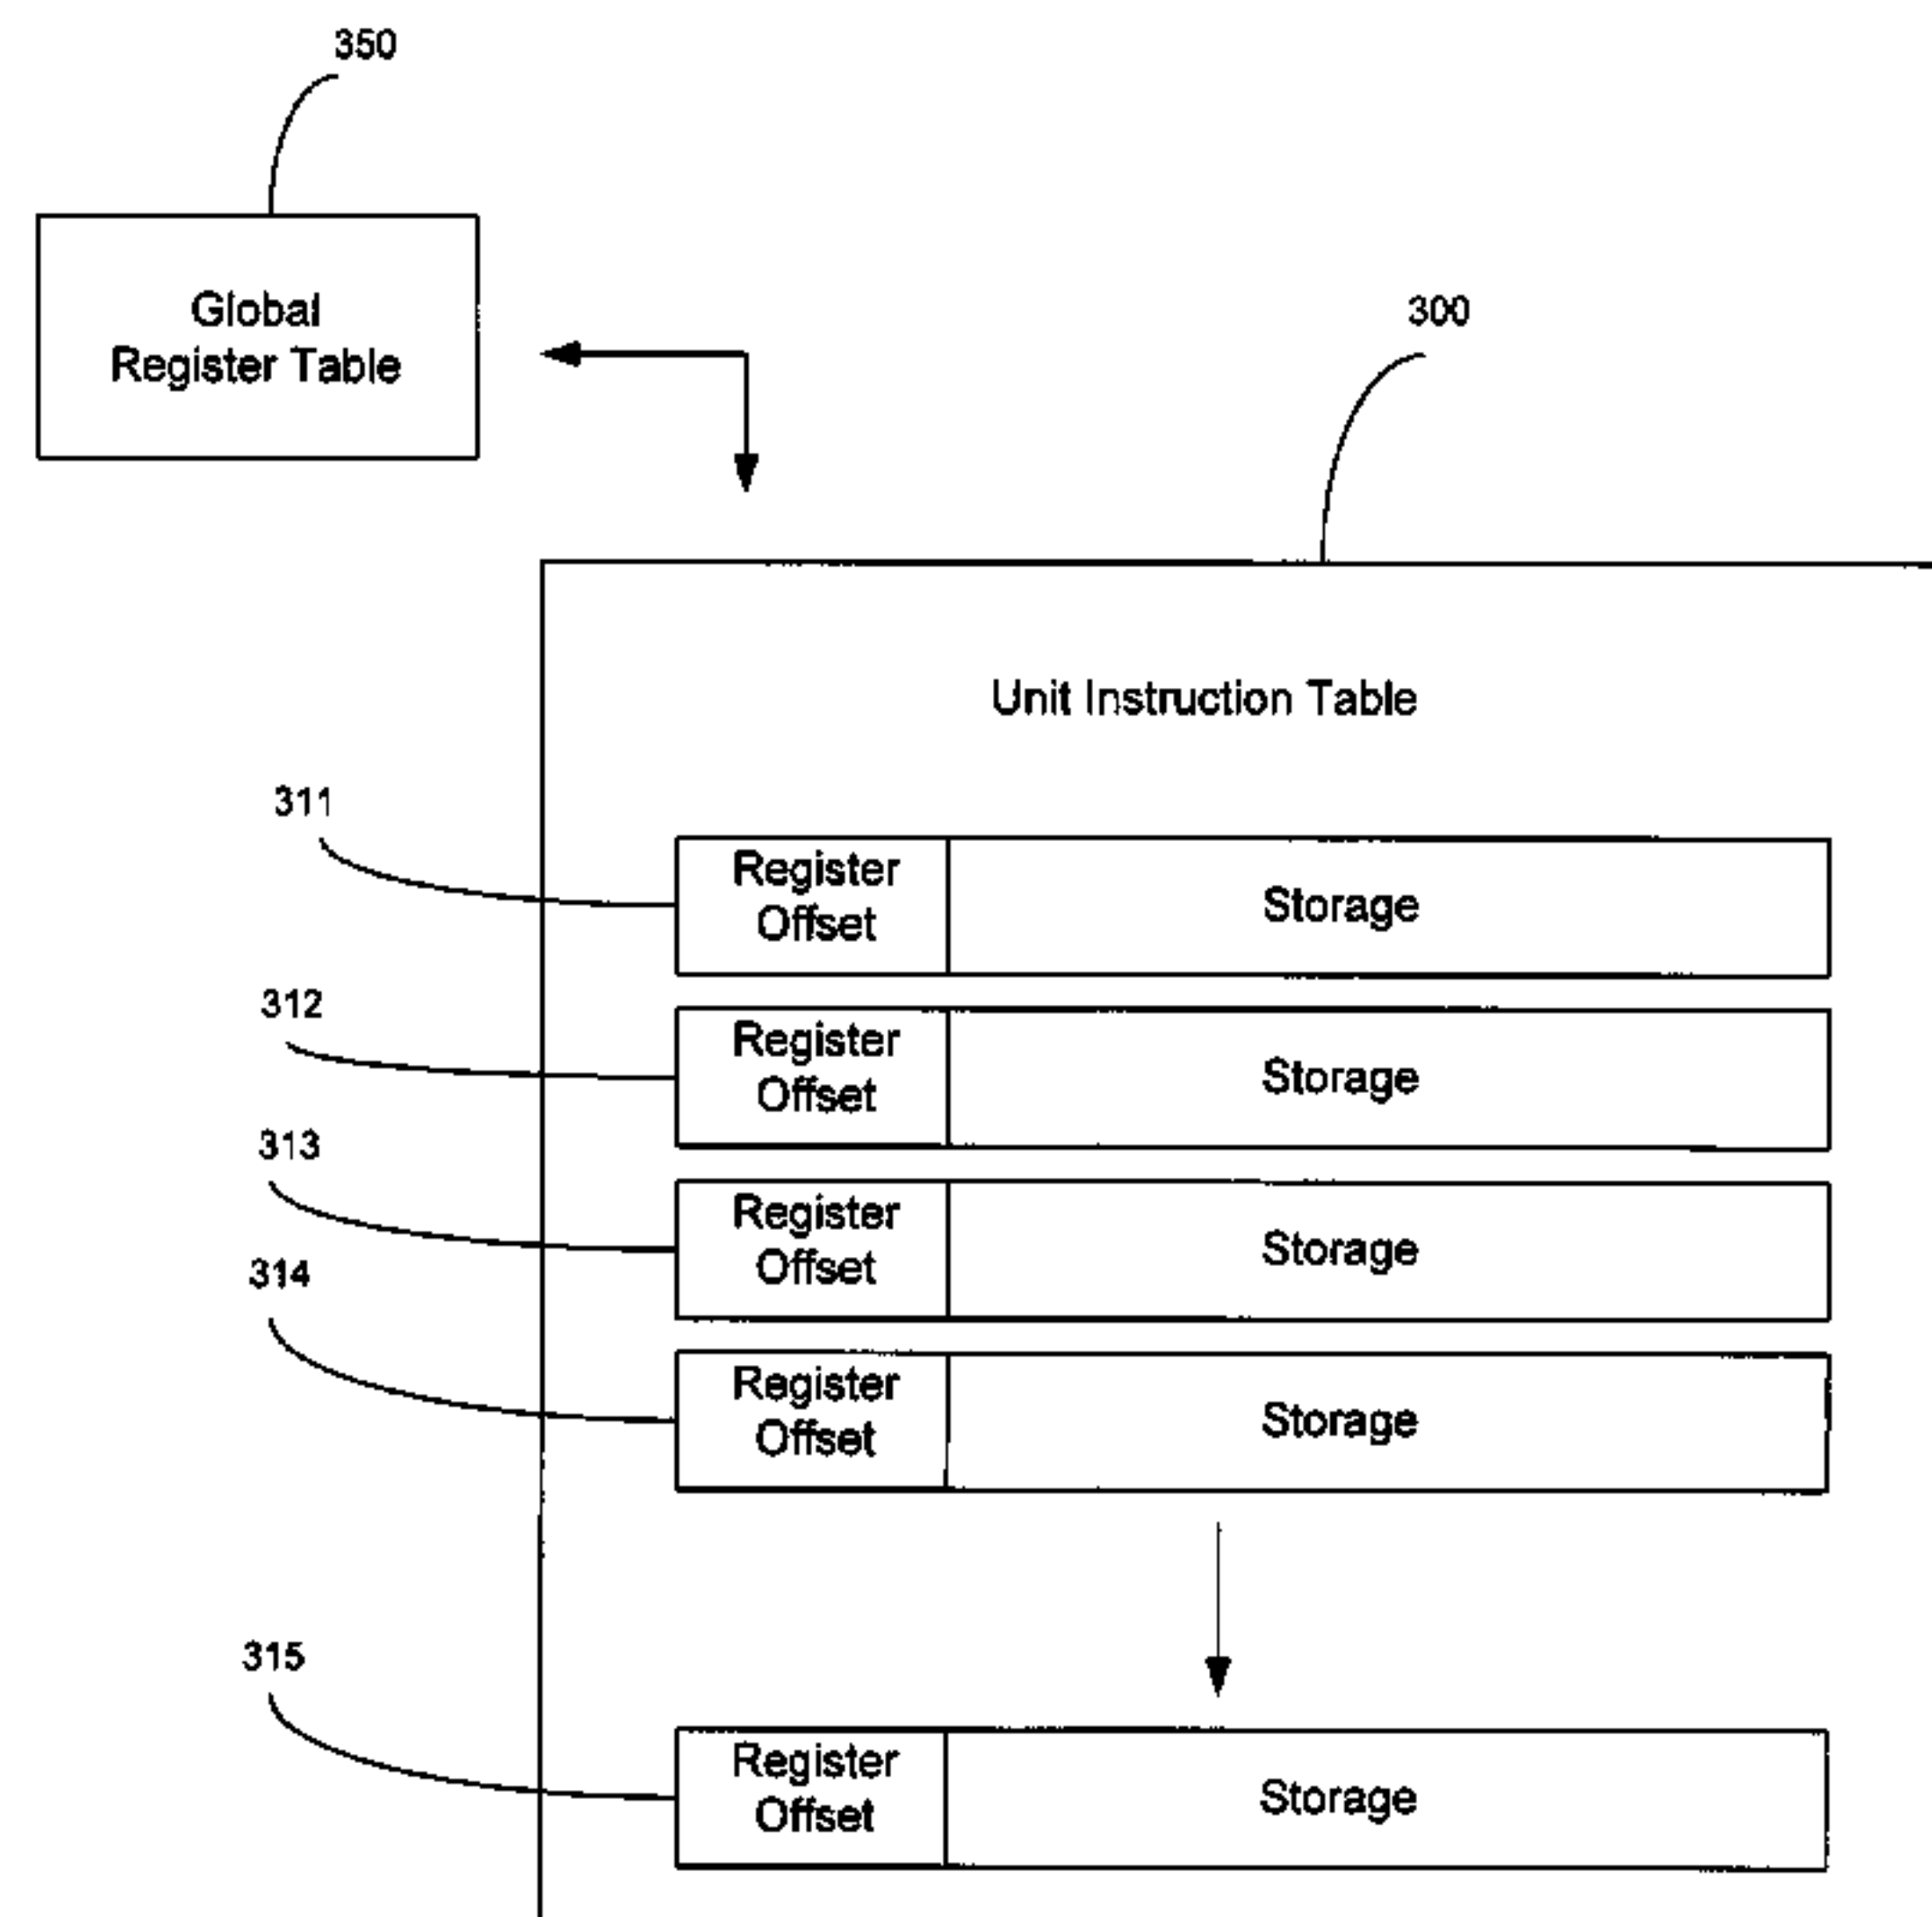 350
Global
Register Table
300
Unit Instruction Table
311
Register
Offset
Storage
312
Register
Offset
Storage
313
Register
Offset
Storage
314
Register
Offset
Storage
315
Register
Offset
Storage